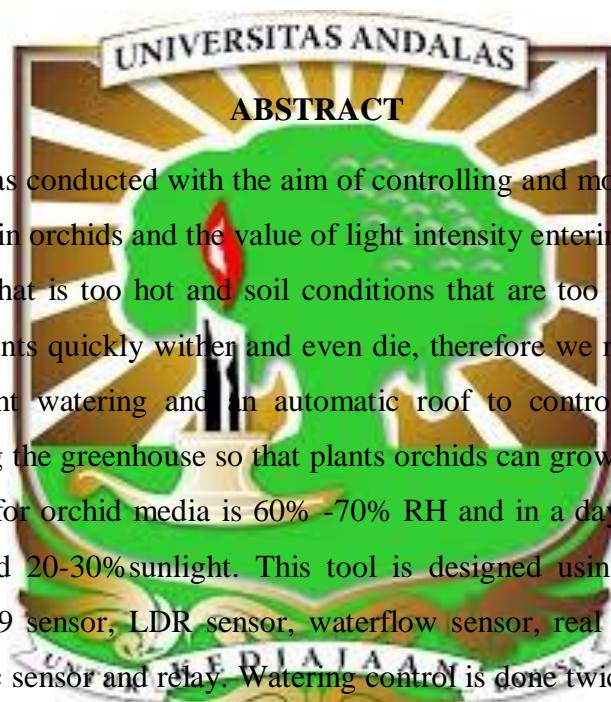 UNIVERSITAS ANDALAS
ABSTRACT
as conducted with the aim of controlling and mo
in orchids and the value of light intensity enterin
hat is too hot and soil conditions that are too
nts quickly wither and even die, therefore we n
nt watering and an automatic roof to contro
g the greenhouse so that plants orchids can grow
for orchid media is 60% -70% RH and in a day
d 20-30%sunlight. This tool is designed usin
9 sensor, LDR sensor, waterflow sensor, real
c sensor and relay. Watering control is done twic
KEDJAJAAN